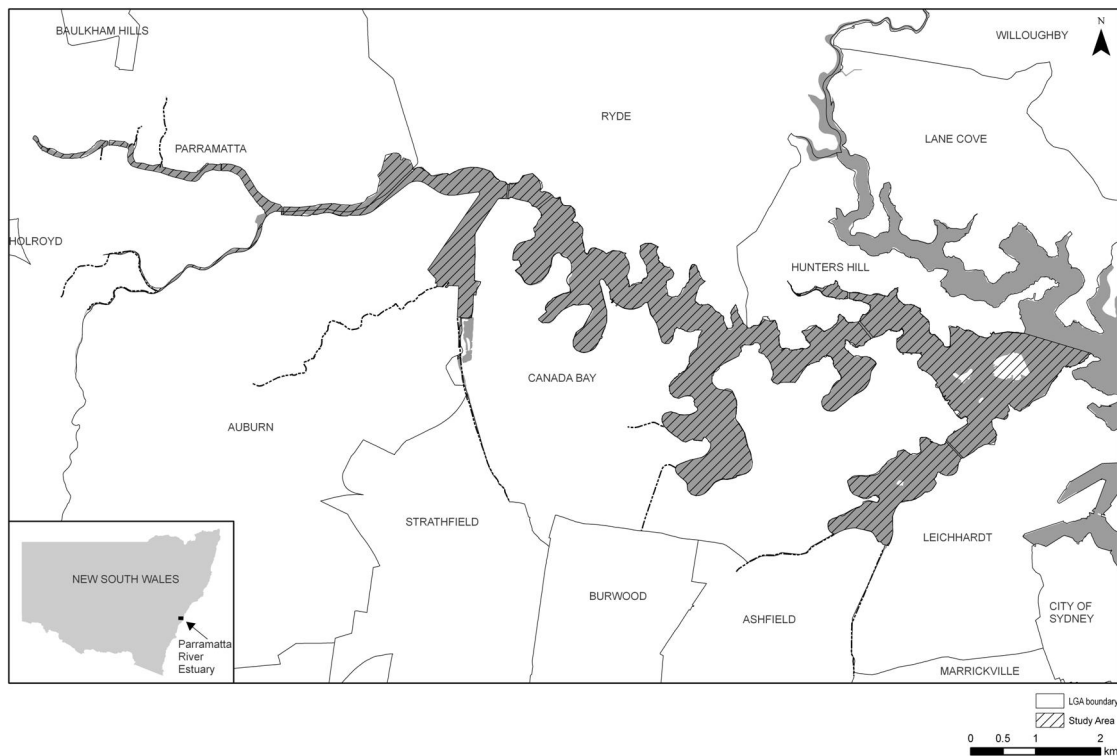 BAULKHAM HILLS
WILLOUGHBY
N
RYDE
LANE COVE
PARRAMATTA
HOLROYD
HUNTERS HILL
CANADA BAY
AUBURN
STRATHFIELD
LEICHHARDT
BURWOOD
ASHFIELD
CITY OF
SYDNEY
MARRICKVILLE
NEW SOUTH WALES
Parramatta
River
Estuary
LGA boundary
Study Area
0 0.5 1 2
km